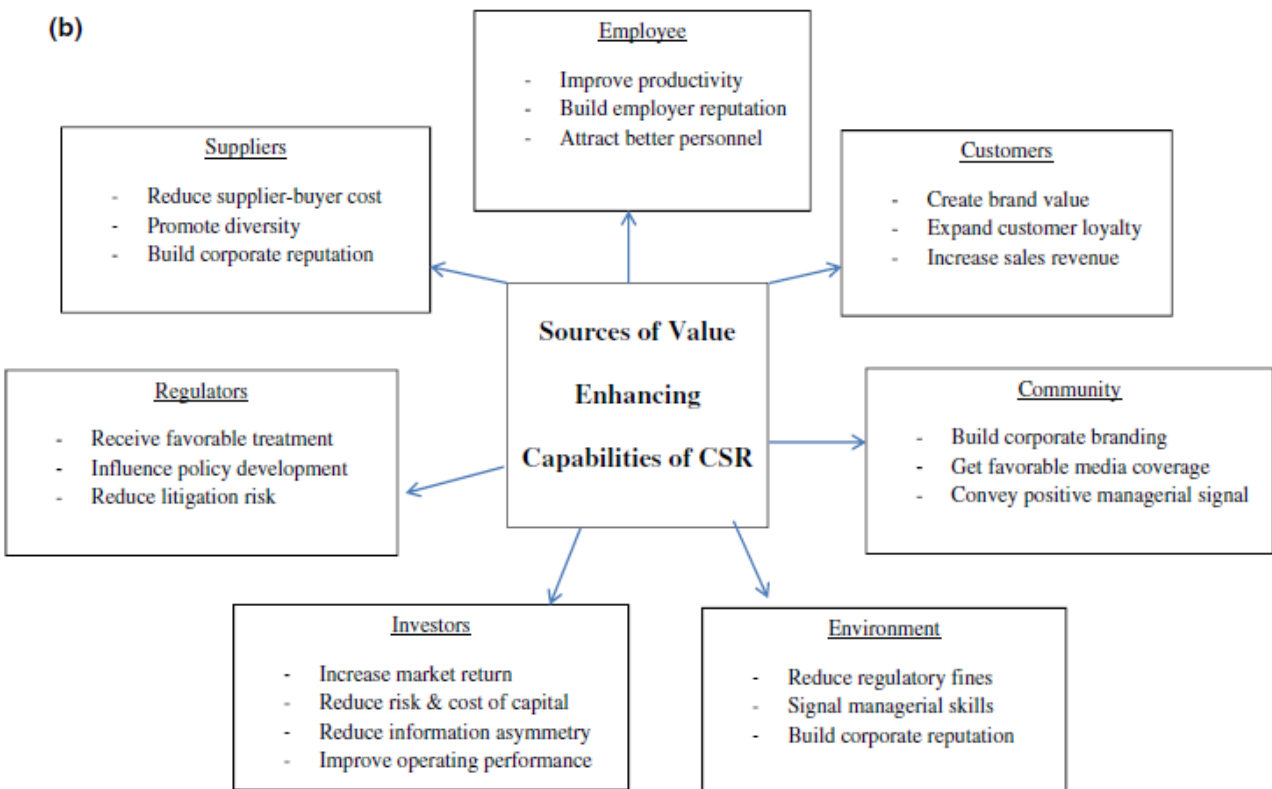 (b)
Employee
- Improve productivity
- Build employer reputation
- Attract better personnel
Suppliers
- Reduce supplier-buyer cost
- Promote diversity
- Build corporate reputation
Customers
- Create brand value
- Expand customer loyalty
- Increase sales revenue
Sources of Value
Enhancing
Capabilities of CSR
Regulators
- Receive favorable treatment
- Influence policy development
- Reduce litigation risk
Community
- Build corporate branding
- Get favorable media coverage
- Convey positive managerial signal
Investors
- Increase market return
- Reduce risk & cost of capital
- Reduce information asymmetry
- Improve operating performance
Environment
- Reduce regulatory fines
- Signal managerial skills
- Build corporate reputation